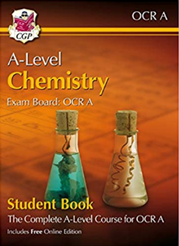 OCR A
CGP
A-Level
Chemistry
Exam Board: OCR A
Student Book
The Complete A-Level Course for OCR A
Includes Free Online Edition